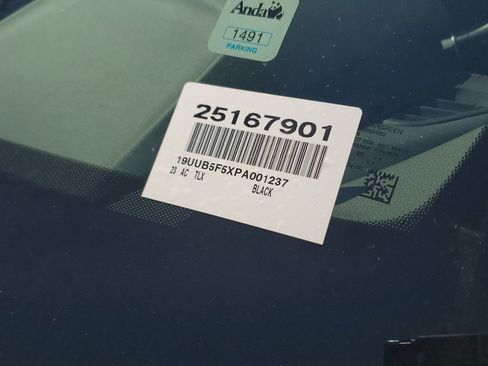 Anda
1491
PARKING
25167901
19UUB5F5XPA001237
23 AC TLX
BLACK